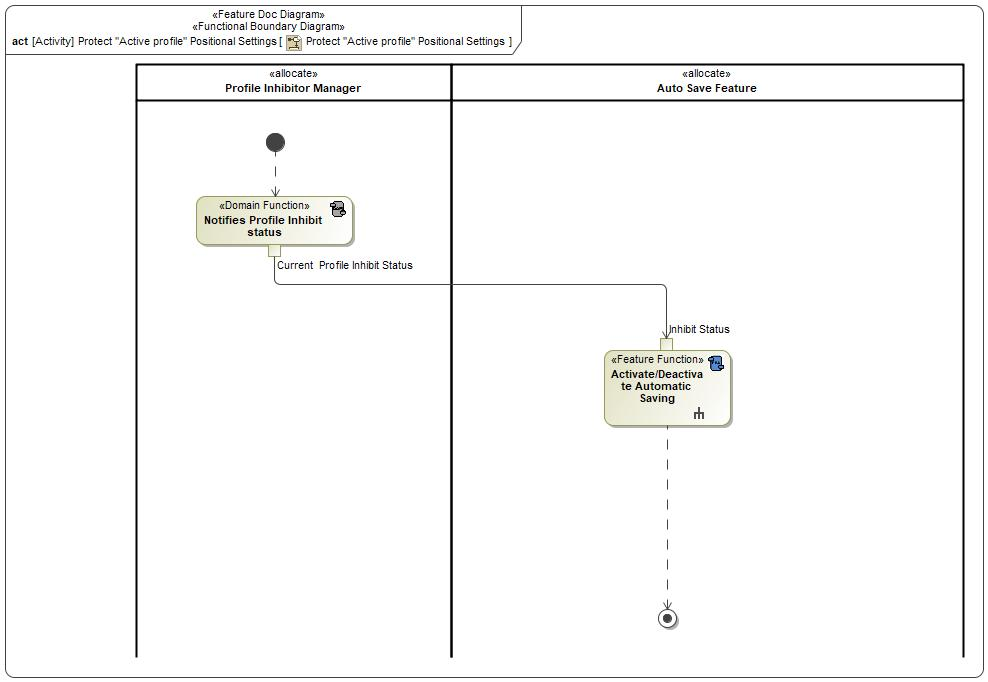 «Feature Doc Diagram»
«Functional Boundary Diagram»
act [Activity] Protect "Active profile" Positional Settings [ Protect "Active profile" Positional Settings ]
«allocate»
Profile Inhibitor Manager
«allocate»
Auto Save Feature
«Domain Function»
Notifies Profile Inhibit
status
Current  Profile Inhibit Status
Inhibit Status
«Feature Function»
Activate/Deactiva
te Automatic
Saving